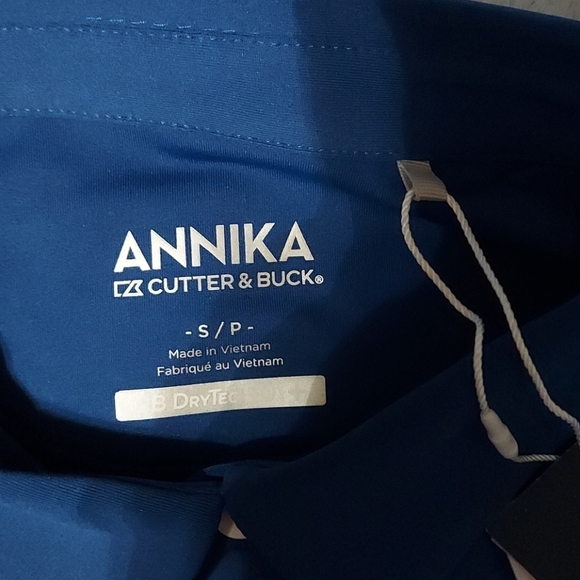 ANNIKA
CUTTER & BUCK®
- S / P -
Made in Vietnam
Fabriqué au Vietnam
DRYTEC